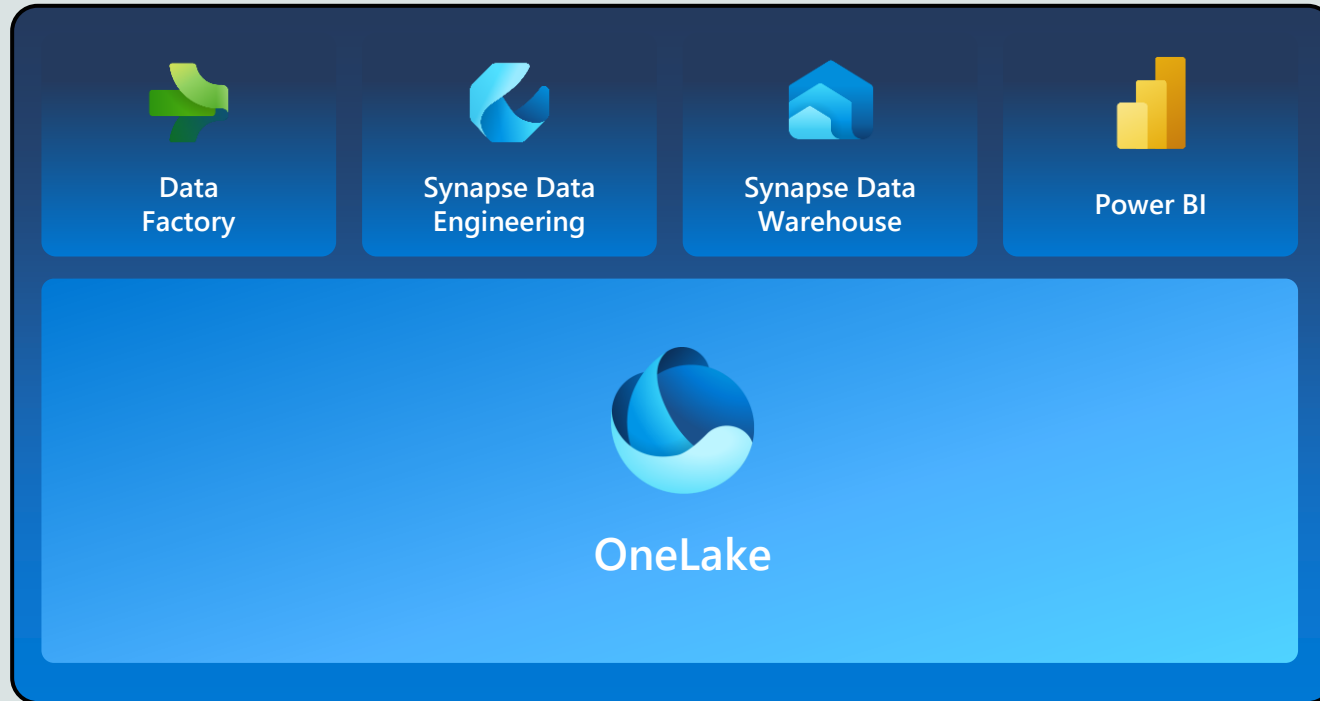 Data
Factory
Synapse Data
Engineering
Synapse Data
Warehouse
Power BI
OneLake